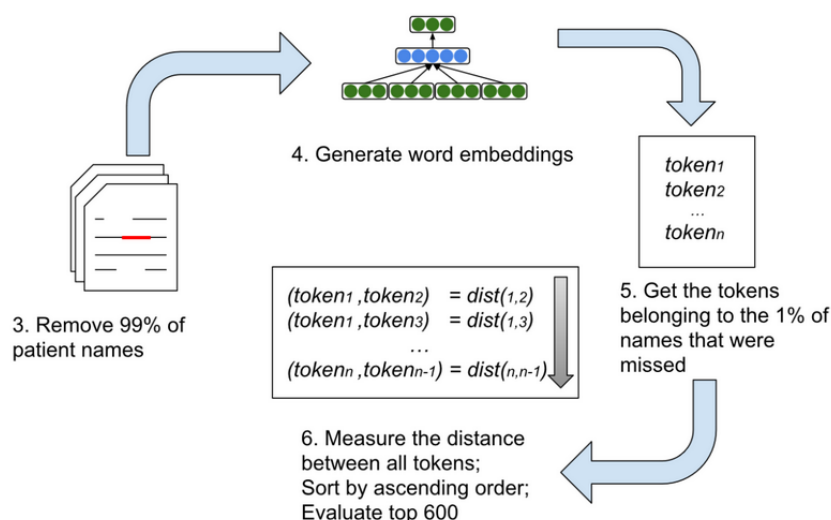 3. Remove 99% of
patient names
4. Generate word embeddings
token1
token2
...
tokenn
5. Get the tokens
belonging to the 1% of
names that were
missed
(token1 ,token2) = dist(1,2)
(token1 ,token3) = dist(1,3)
...
(tokenn ,tokenn-1) = dist(n,n-1)
6. Measure the distance
between all tokens;
Sort by ascending order;
Evaluate top 600